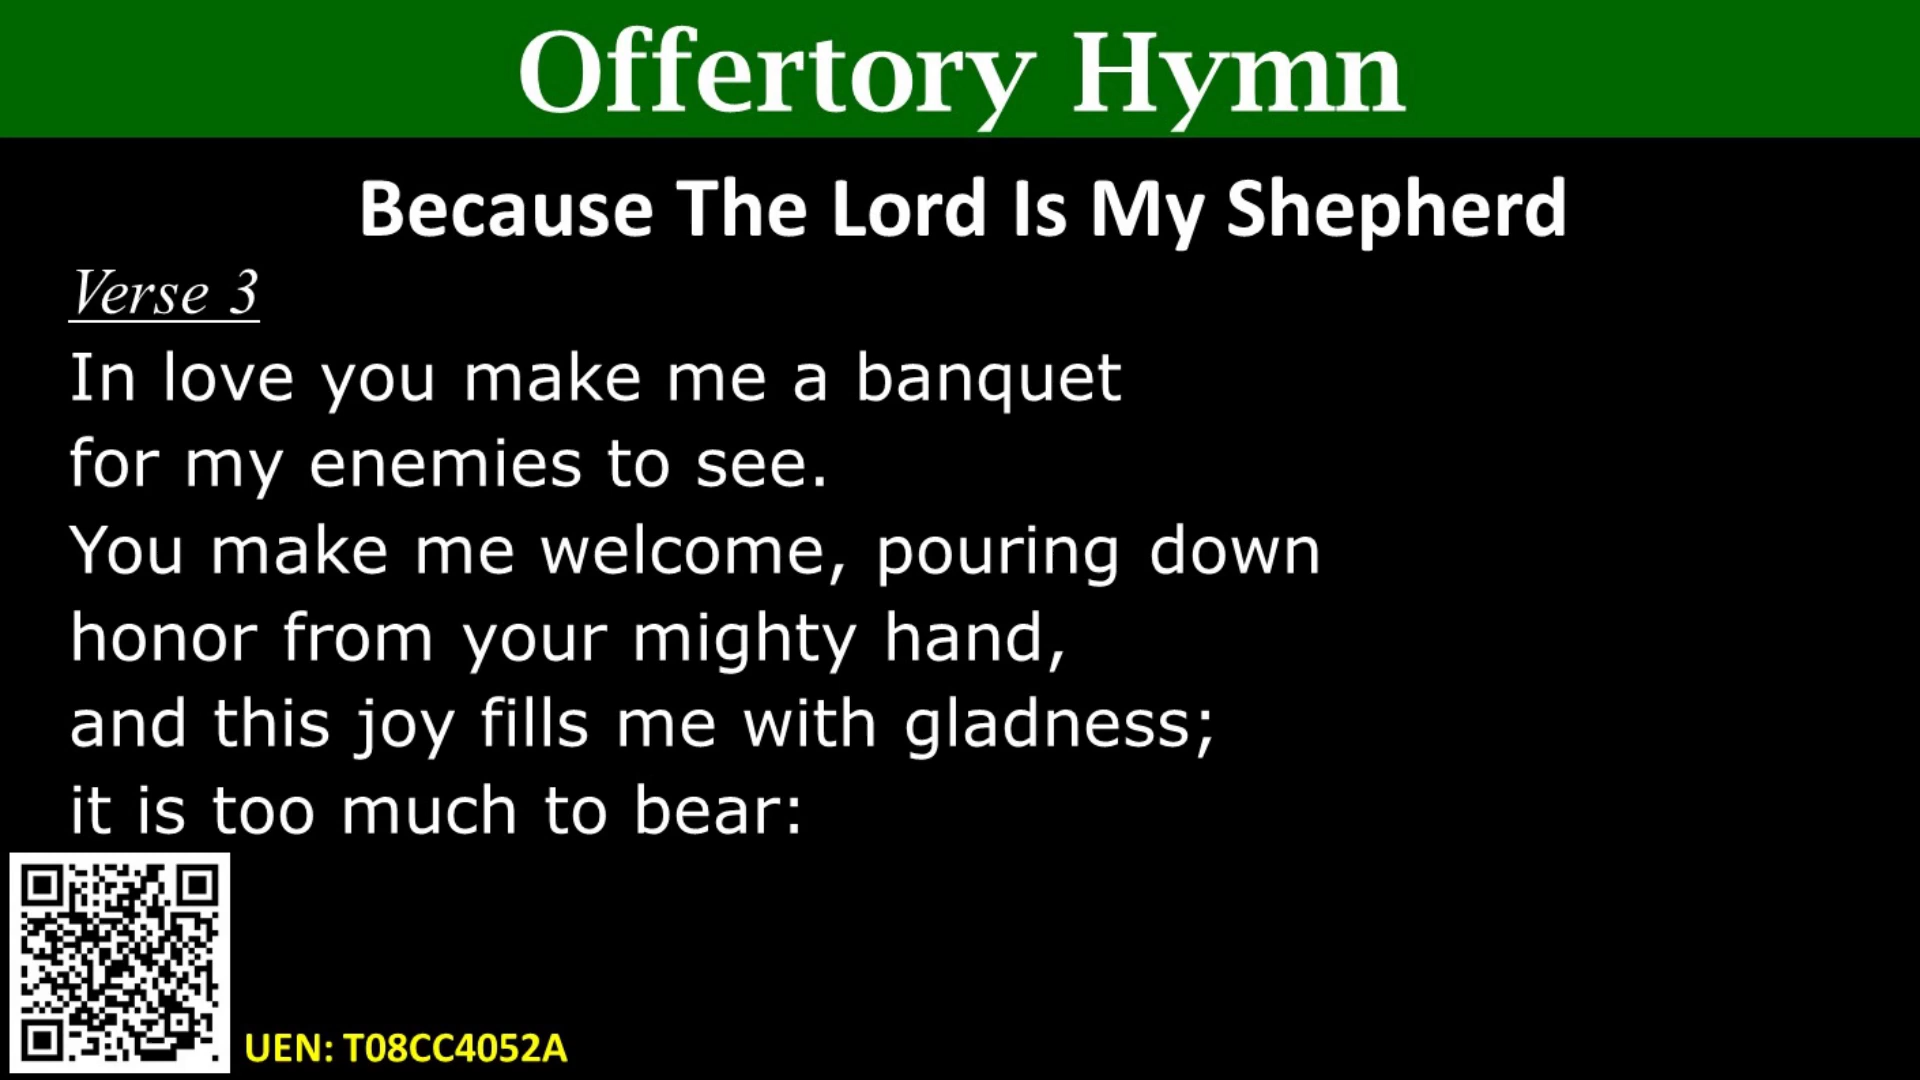 Offertory Hymn
Because The Lord Is My Shepherd
Verse 3
In love you make me a banquet
for my enemies to see.
You make me welcome, pouring down
honor from your mighty hand,
and this joy fills me with gladness;
it is too much to bear:
UEN: T08CC4052A